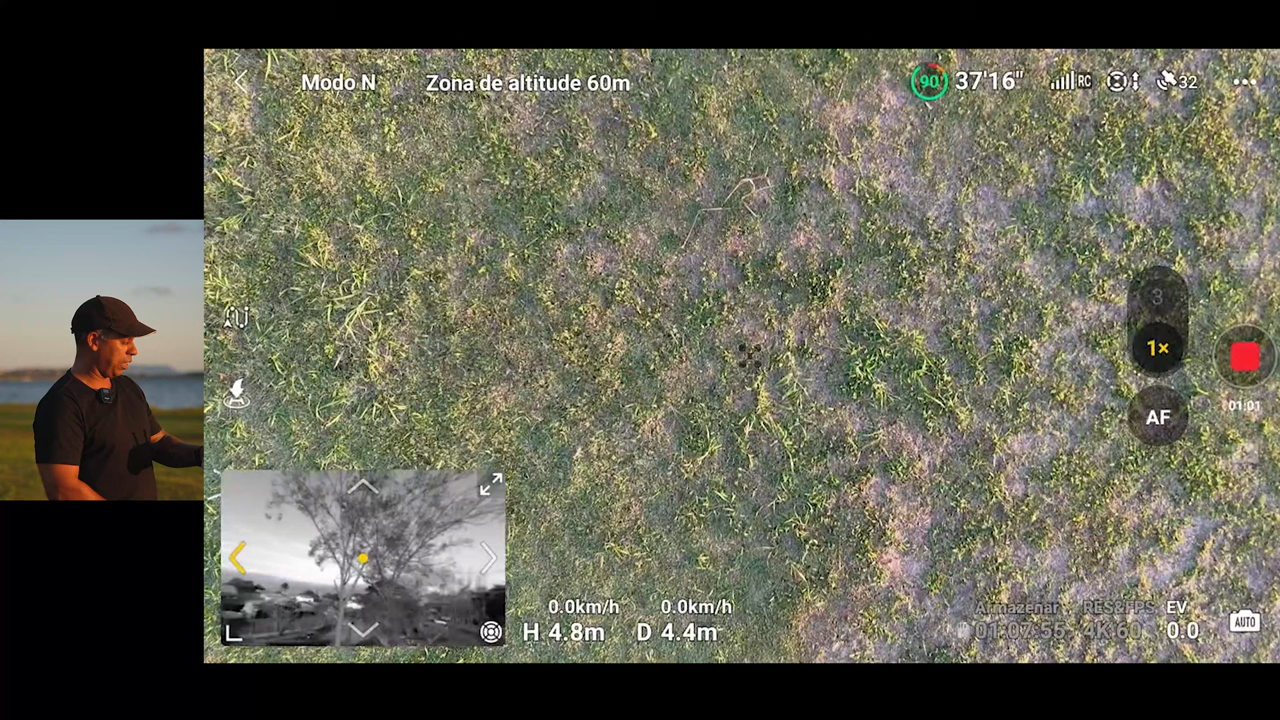 Modo N
Zona de altitude 60m
90
37'16"
RC
32
3
1×
AF
01:01
0.0km/h
0.0km/h
H 4.8m
D 4.4m
Armazenar
RES&FPS
EV
01:07:55
4K 60
0.0
AUTO
L